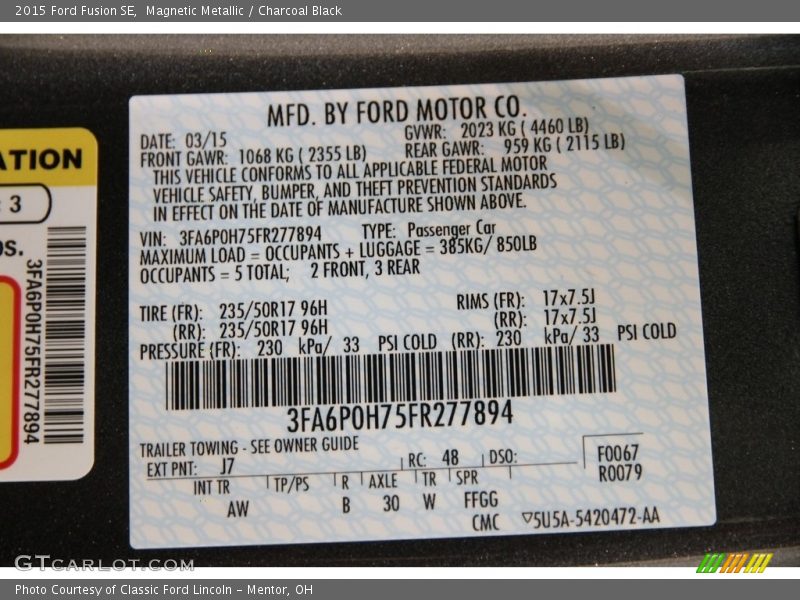 2015 Ford Fusion SE,  Magnetic Metallic / Charcoal Black
ATION
: 3
OS.
3FA6P0H75FR277894
MFD. BY FORD MOTOR CO.
DATE: 03/15 GVWR: 2023 KG ( 4460 LB)
FRONT GAWR: 1068 KG ( 2355 LB) REAR GAWR: 959 KG ( 2115 LB)
THIS VEHICLE CONFORMS TO ALL APPLICABLE FEDERAL MOTOR
VEHICLE SAFETY, BUMPER, AND THEFT PREVENTION STANDARDS
IN EFFECT ON THE DATE OF MANUFACTURE SHOWN ABOVE.
VIN: 3FA6P0H75FR277894 TYPE: Passenger Car
MAXIMUM LOAD = OCCUPANTS + LUGGAGE = 385KG/ 850LB
OCCUPANTS = 5 TOTAL; 2 FRONT, 3 REAR
TIRE (FR): 235/50R17 96H RIMS (FR): 17x7.5J
(RR): 235/50R17 96H (RR): 17x7.5J
PRESSURE (FR): 230 kPa/ 33 PSI COLD (RR): 230 kPa/ 33 PSI COLD
3FA6P0H75FR277894
TRAILER TOWING - SEE OWNER GUIDE
EXT PNT: J7 RC: 48 DSO: F0067
R0079
INT TR TP/PS R AXLE TR SPR
AW B 30 W FFGG
CMC ▽5U5A-5420472-AA
GTCarLot.com
Photo Courtesy of Classic Ford Lincoln – Mentor, OH